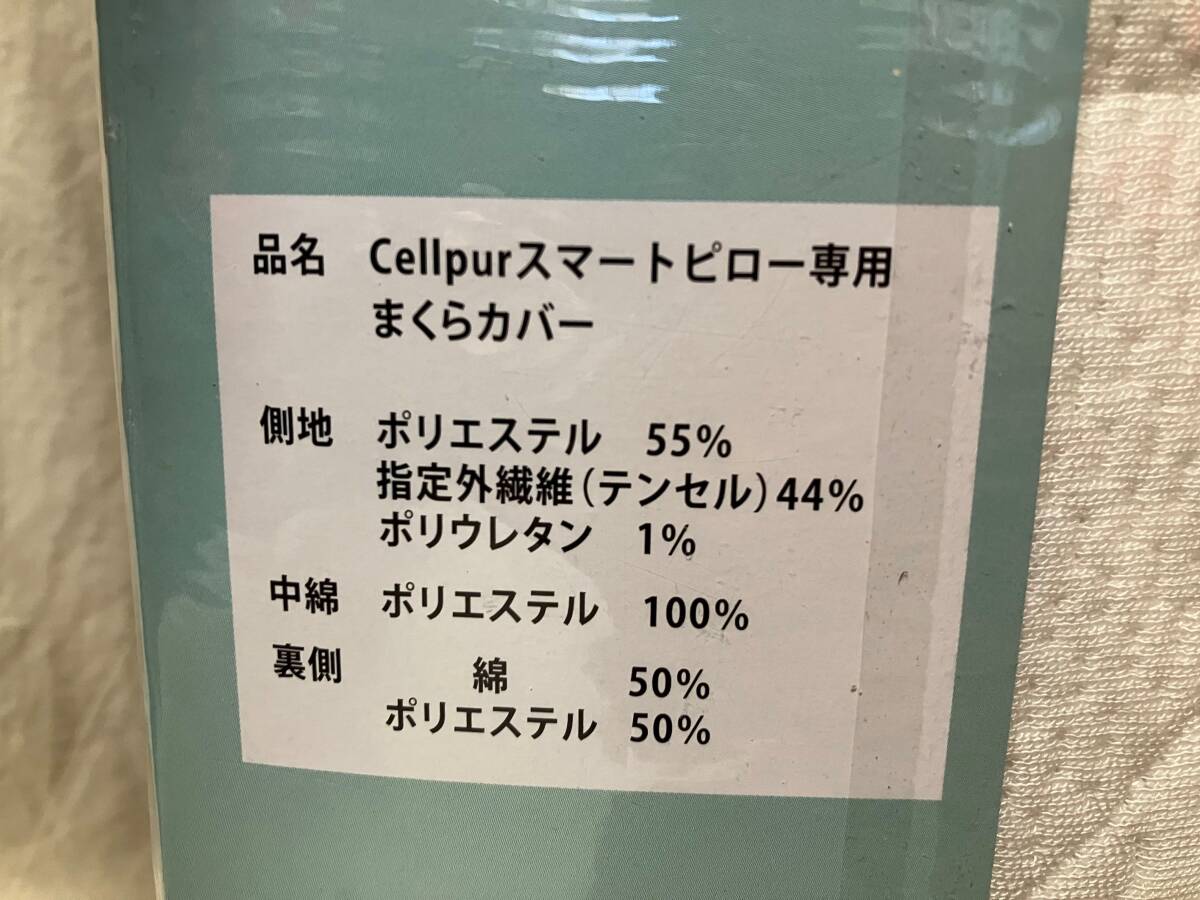 品名 Cellpurスマートピロー専用
まくらカバー
側地 ポリエステル 55%
指定外繊維(テンセル)44%
ポリウレタン 1%
中綿 ポリエステル 100%
裏側 綿 50%
ポリエステル 50%